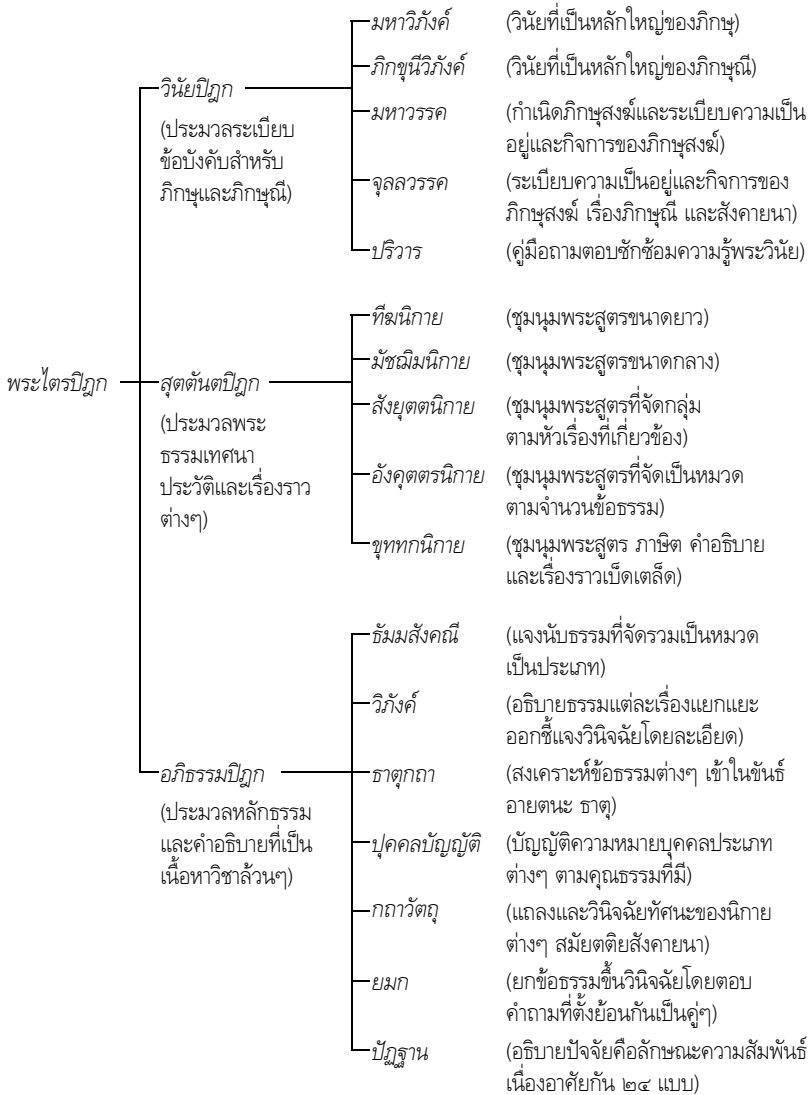 มหาวิภังค์ (วินัยที่เป็นหลักใหญ่ของภิกษุ)
ภิกขุนีวิภังค์ (วินัยที่เป็นหลักใหญ่ของภิกษุณี)
วินัยปิฎก
(ประมวลระเบียบ
ข้อบังคับสำหรับ
ภิกษุและภิกษุณี)
มหาวรรค (กำเนิดภิกษุสงฆ์และระเบียบความเป็น
อยู่และกิจการของภิกษุสงฆ์)
จุลลวรรค (ระเบียบความเป็นอยู่และกิจการของ
ภิกษุสงฆ์ เรื่องภิกษุณี และสังคายนา)
ปริวาร (คู่มือถามตอบซักซ้อมความรู้พระวินัย)
ทีฆนิกาย (ชุมนุมพระสูตรขนาดยาว)
มัชฌิมนิกาย (ชุมนุมพระสูตรขนาดกลาง)
พระไตรปิฎก
สุตตันตปิฎก
(ประมวลพระ
ธรรมเทศนา
ประวัติและเรื่องราว
ต่างๆ)
สังยุตตนิกาย (ชุมนุมพระสูตรที่จัดกลุ่ม
ตามหัวเรื่องที่เกี่ยวข้อง)
อังคุตตรนิกาย (ชุมนุมพระสูตรที่จัดเป็นหมวด
ตามจำนวนข้อธรรม)
ขุททกนิกาย (ชุมนุมพระสูตร ภาษิต คำอธิบาย
และเรื่องราวเบ็ดเตล็ด)
ธัมมสังคณี (แจงนับธรรมที่จัดรวมเป็นหมวด
เป็นประเภท)
วิภังค์ (อธิบายธรรมแต่ละเรื่องแยกแยะ
ออกชี้แจงวินิจฉัยโดยละเอียด)
อภิธรรมปิฎก
(ประมวลหลักธรรม
และคำอธิบายที่เป็น
เนื้อหาวิชาล้วนๆ)
ธาตุกถา (สงเคราะห์ข้อธรรมต่างๆ เข้าในขันธ์
อายตนะ ธาตุ)
ปุคคลบัญญัติ (บัญญัติความหมายบุคคลประเภท
ต่างๆ ตามคุณธรรมที่มี)
กถาวัตถุ (แถลงและวินิจฉัยทัศนะของนิกาย
ต่างๆ สมัยตติยสังคายนา)
ยมก (ยกข้อธรรมขึ้นวินิจฉัยโดยตอบ
คำถามที่ตั้งย้อนกันเป็นคู่ๆ)
ปัฏฐาน (อธิบายปัจจัยคือลักษณะความสัมพันธ์
เนื่องอาศัยกัน ๒๔ แบบ)